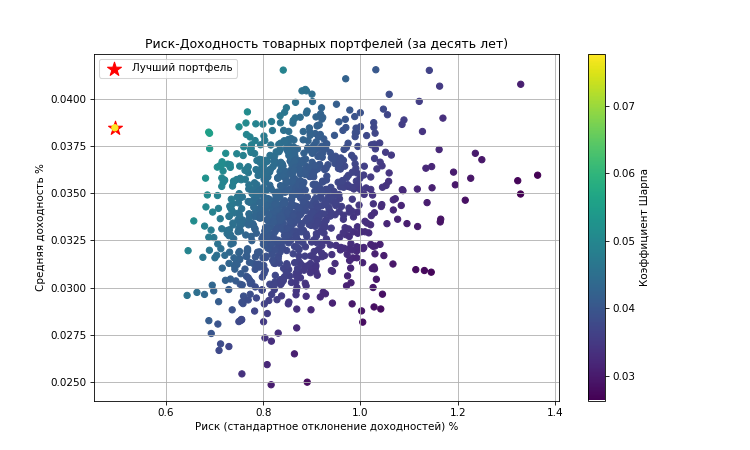 Риск-Доходность товарных портфелей (за десять лет)
Лучший портфель
0.0400
0.0375
0.0350
0.0325
0.0300
0.0275
0.0250
Средняя доходность %
0.6 0.8 1.0 1.2 1.4
Риск (стандартное отклонение доходностей) %
0.07
0.06
0.05
0.04
0.03
Коэффициент Шарпа